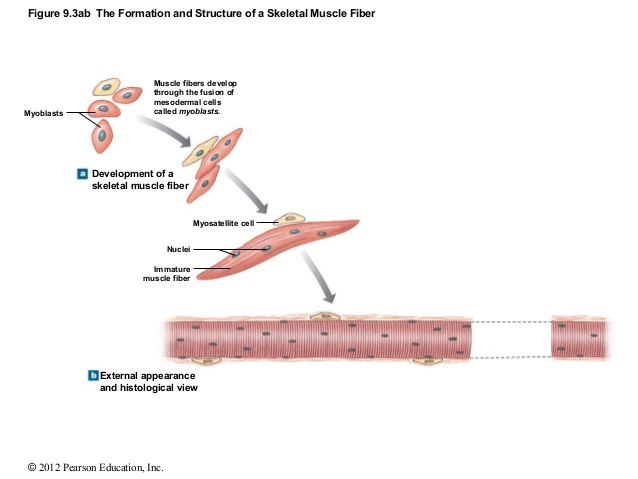 Figure 9.3ab The Formation and Structure of a Skeletal Muscle Fiber
Muscle fibers develop
through the fusion of
mesodermal cells
called myoblasts.
Myoblasts
a Development of a
skeletal muscle fiber
Myosatellite cell
Nuclei
Immature
muscle fiber
b External appearance
and histological view
© 2012 Pearson Education, Inc.